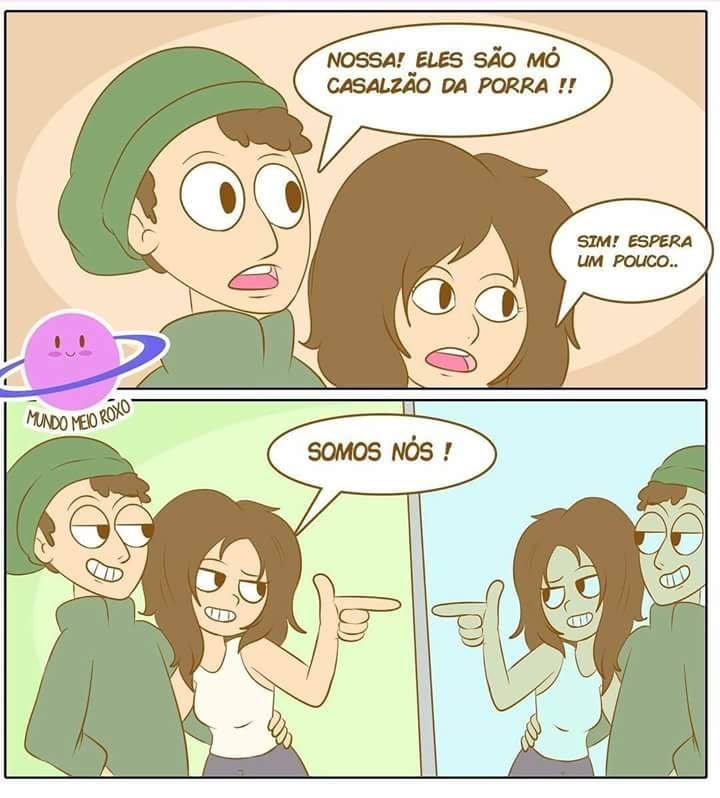 NOSSA! ELES SÃO MÓ
CASALZÃO DA PORRA !!
SIM! ESPERA
UM POUCO..
MUNDO MEIO ROXO
SOMOS NÓS !